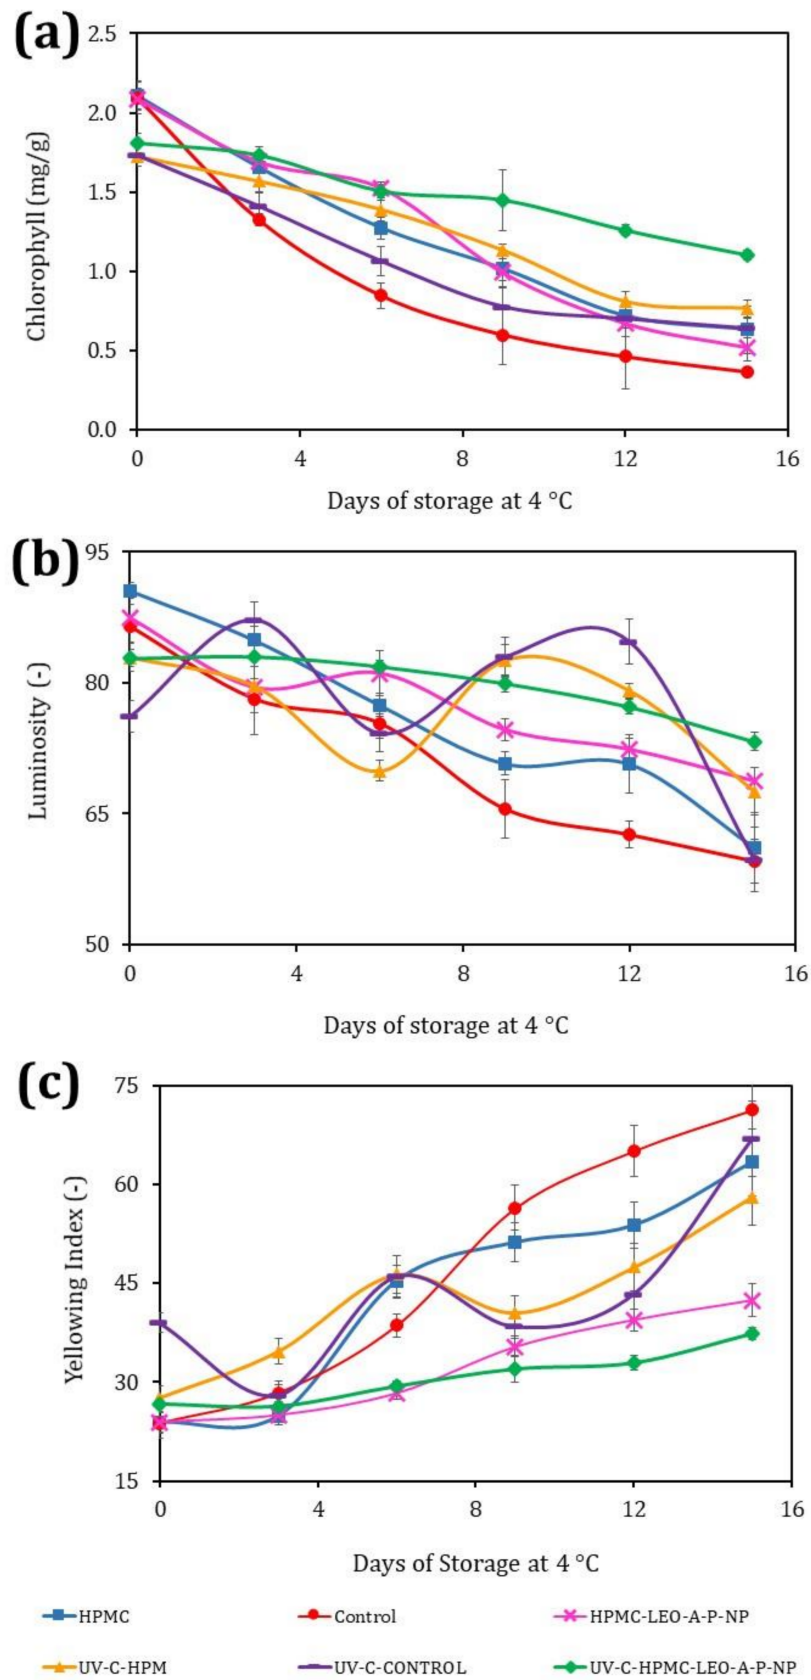 (a)
2.5
2.0
1.5
1.0
0.5
0.0
Chlorophyll (mg/g)
0 4 8 12 16
Days of storage at 4 °C
(b)
95
80
65
50
Luminosity (-)
0 4 8 12 16
Days of storage at 4 °C
(c)
75
60
45
30
15
Yellowing Index (-)
0 4 8 12 16
Days of Storage at 4 °C
HPMC Control HPMC-LEO-A-P-NP
UV-C-HPM UV-C-CONTROL UV-C-HPMC-LEO-A-P-NP